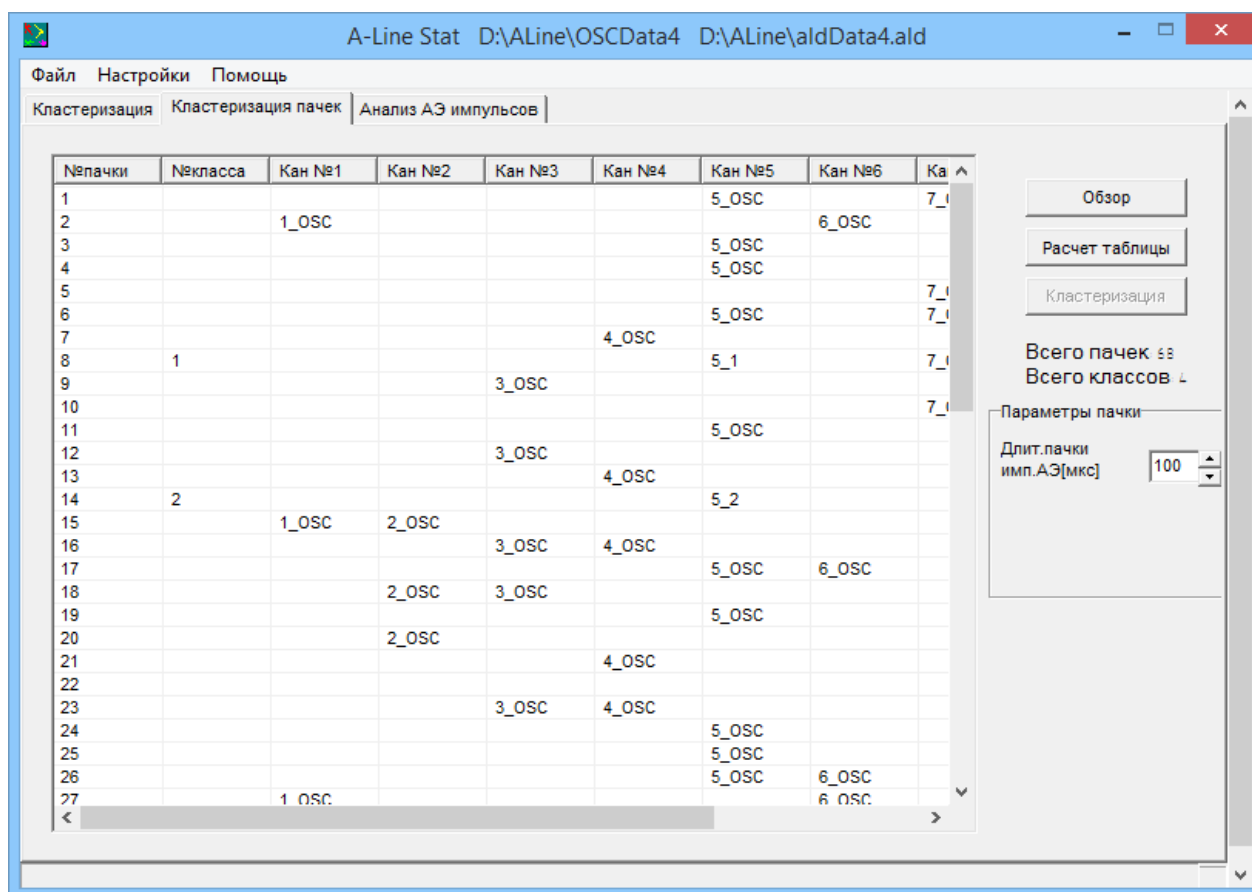 A-Line Stat D:\ALine\OSCData4 D:\ALine\aldData4.ald
Файл Настройки Помощь
Кластеризация Кластеризация пачек Анализ АЭ импульсов
№пачки №класса Кан №1 Кан №2 Кан №3 Кан №4 Кан №5 Кан №6
1 5_OSC
2 1_OSC 6_OSC
3 5_OSC
4 5_OSC
5
6 5_OSC
7 4_OSC
8 1 5_1
9 3_OSC
10
11 5_OSC
12 3_OSC
13 4_OSC
14 2 5_2
15 1_OSC 2_OSC
16 3_OSC 4_OSC
17 5_OSC 6_OSC
18 2_OSC 3_OSC
19 5_OSC
20 2_OSC
21 4_OSC
22
23 3_OSC 4_OSC
24 5_OSC
25 5_OSC
26 5_OSC 6_OSC
27 1_OSC 6_OSC
Обзор
Расчет таблицы
Кластеризация
Всего пачек
Всего классов
Параметры пачки
Длит.пачки
имп.АЭ[мкс] 100